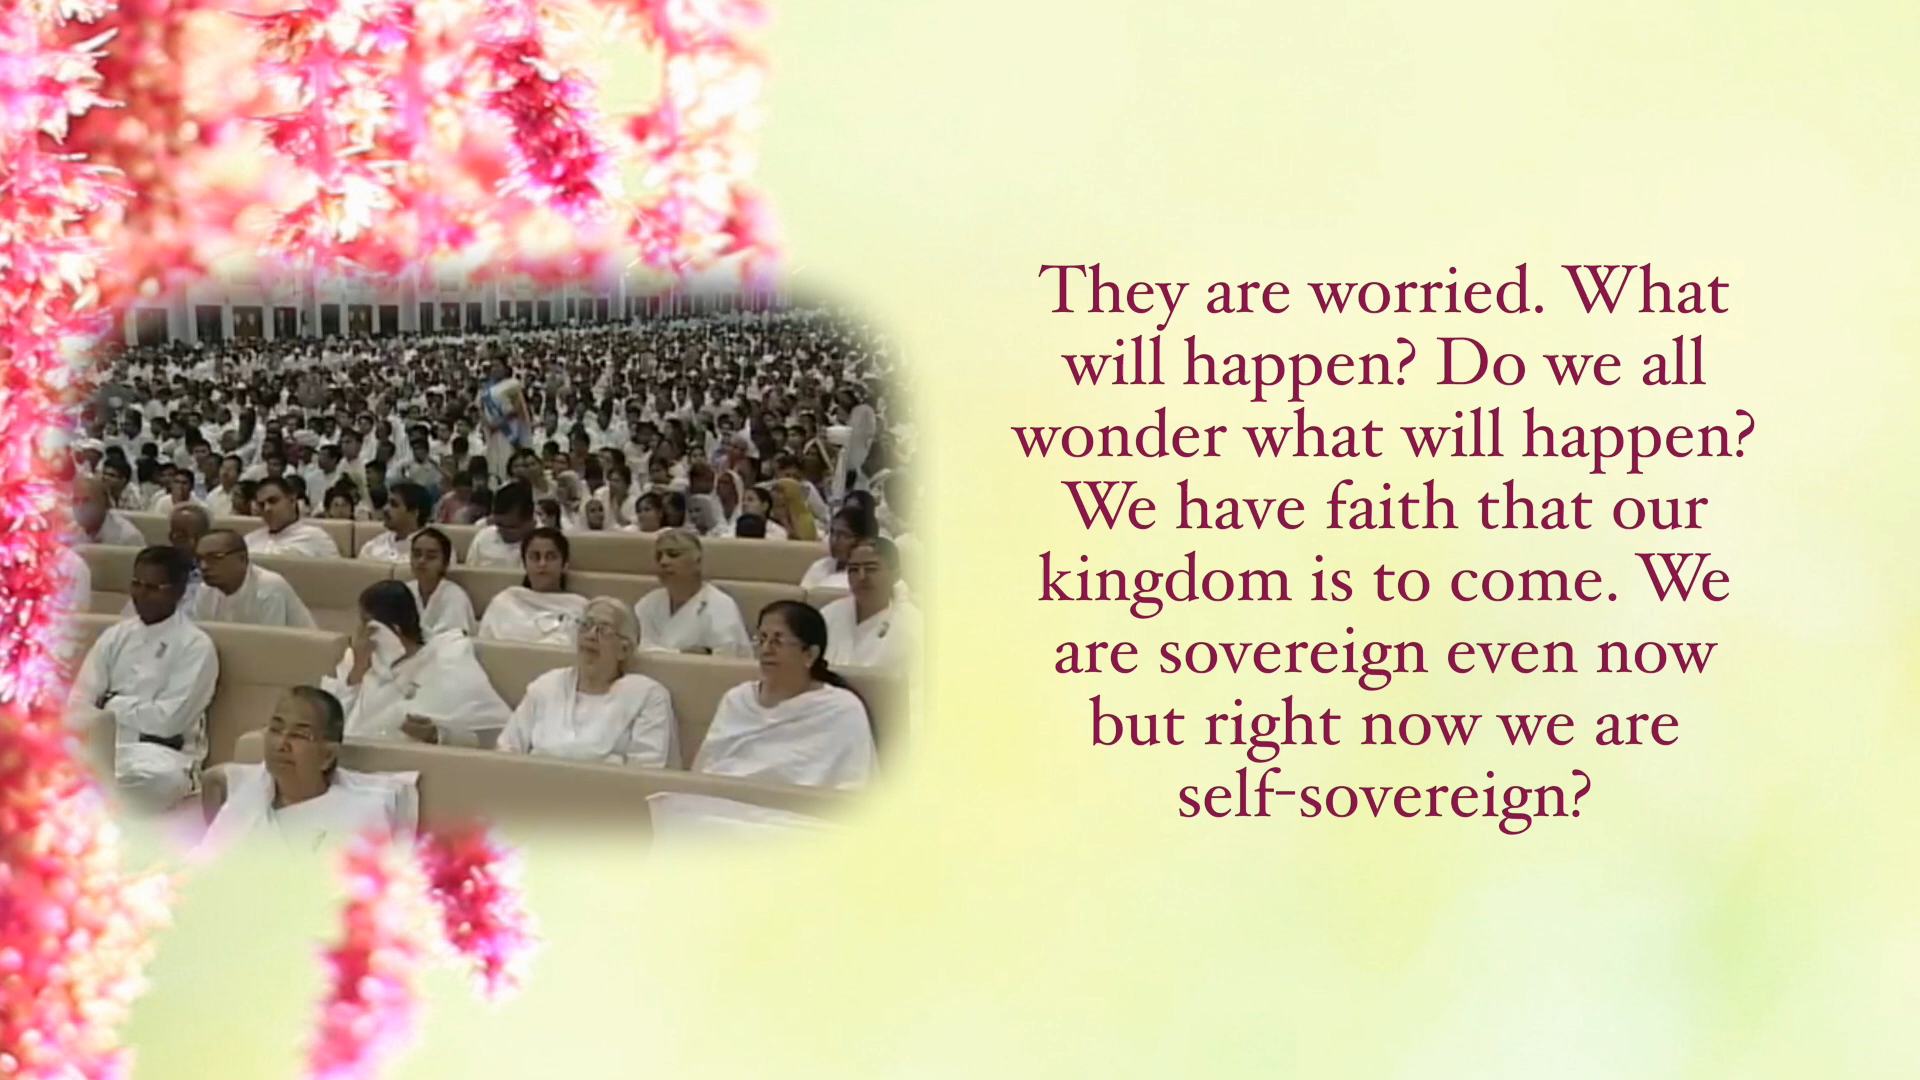 They are worried. What
will happen? Do we all
wonder what will happen?
We have faith that our
kingdom is to come. We
are sovereign even now
but right now we are
self-sovereign?